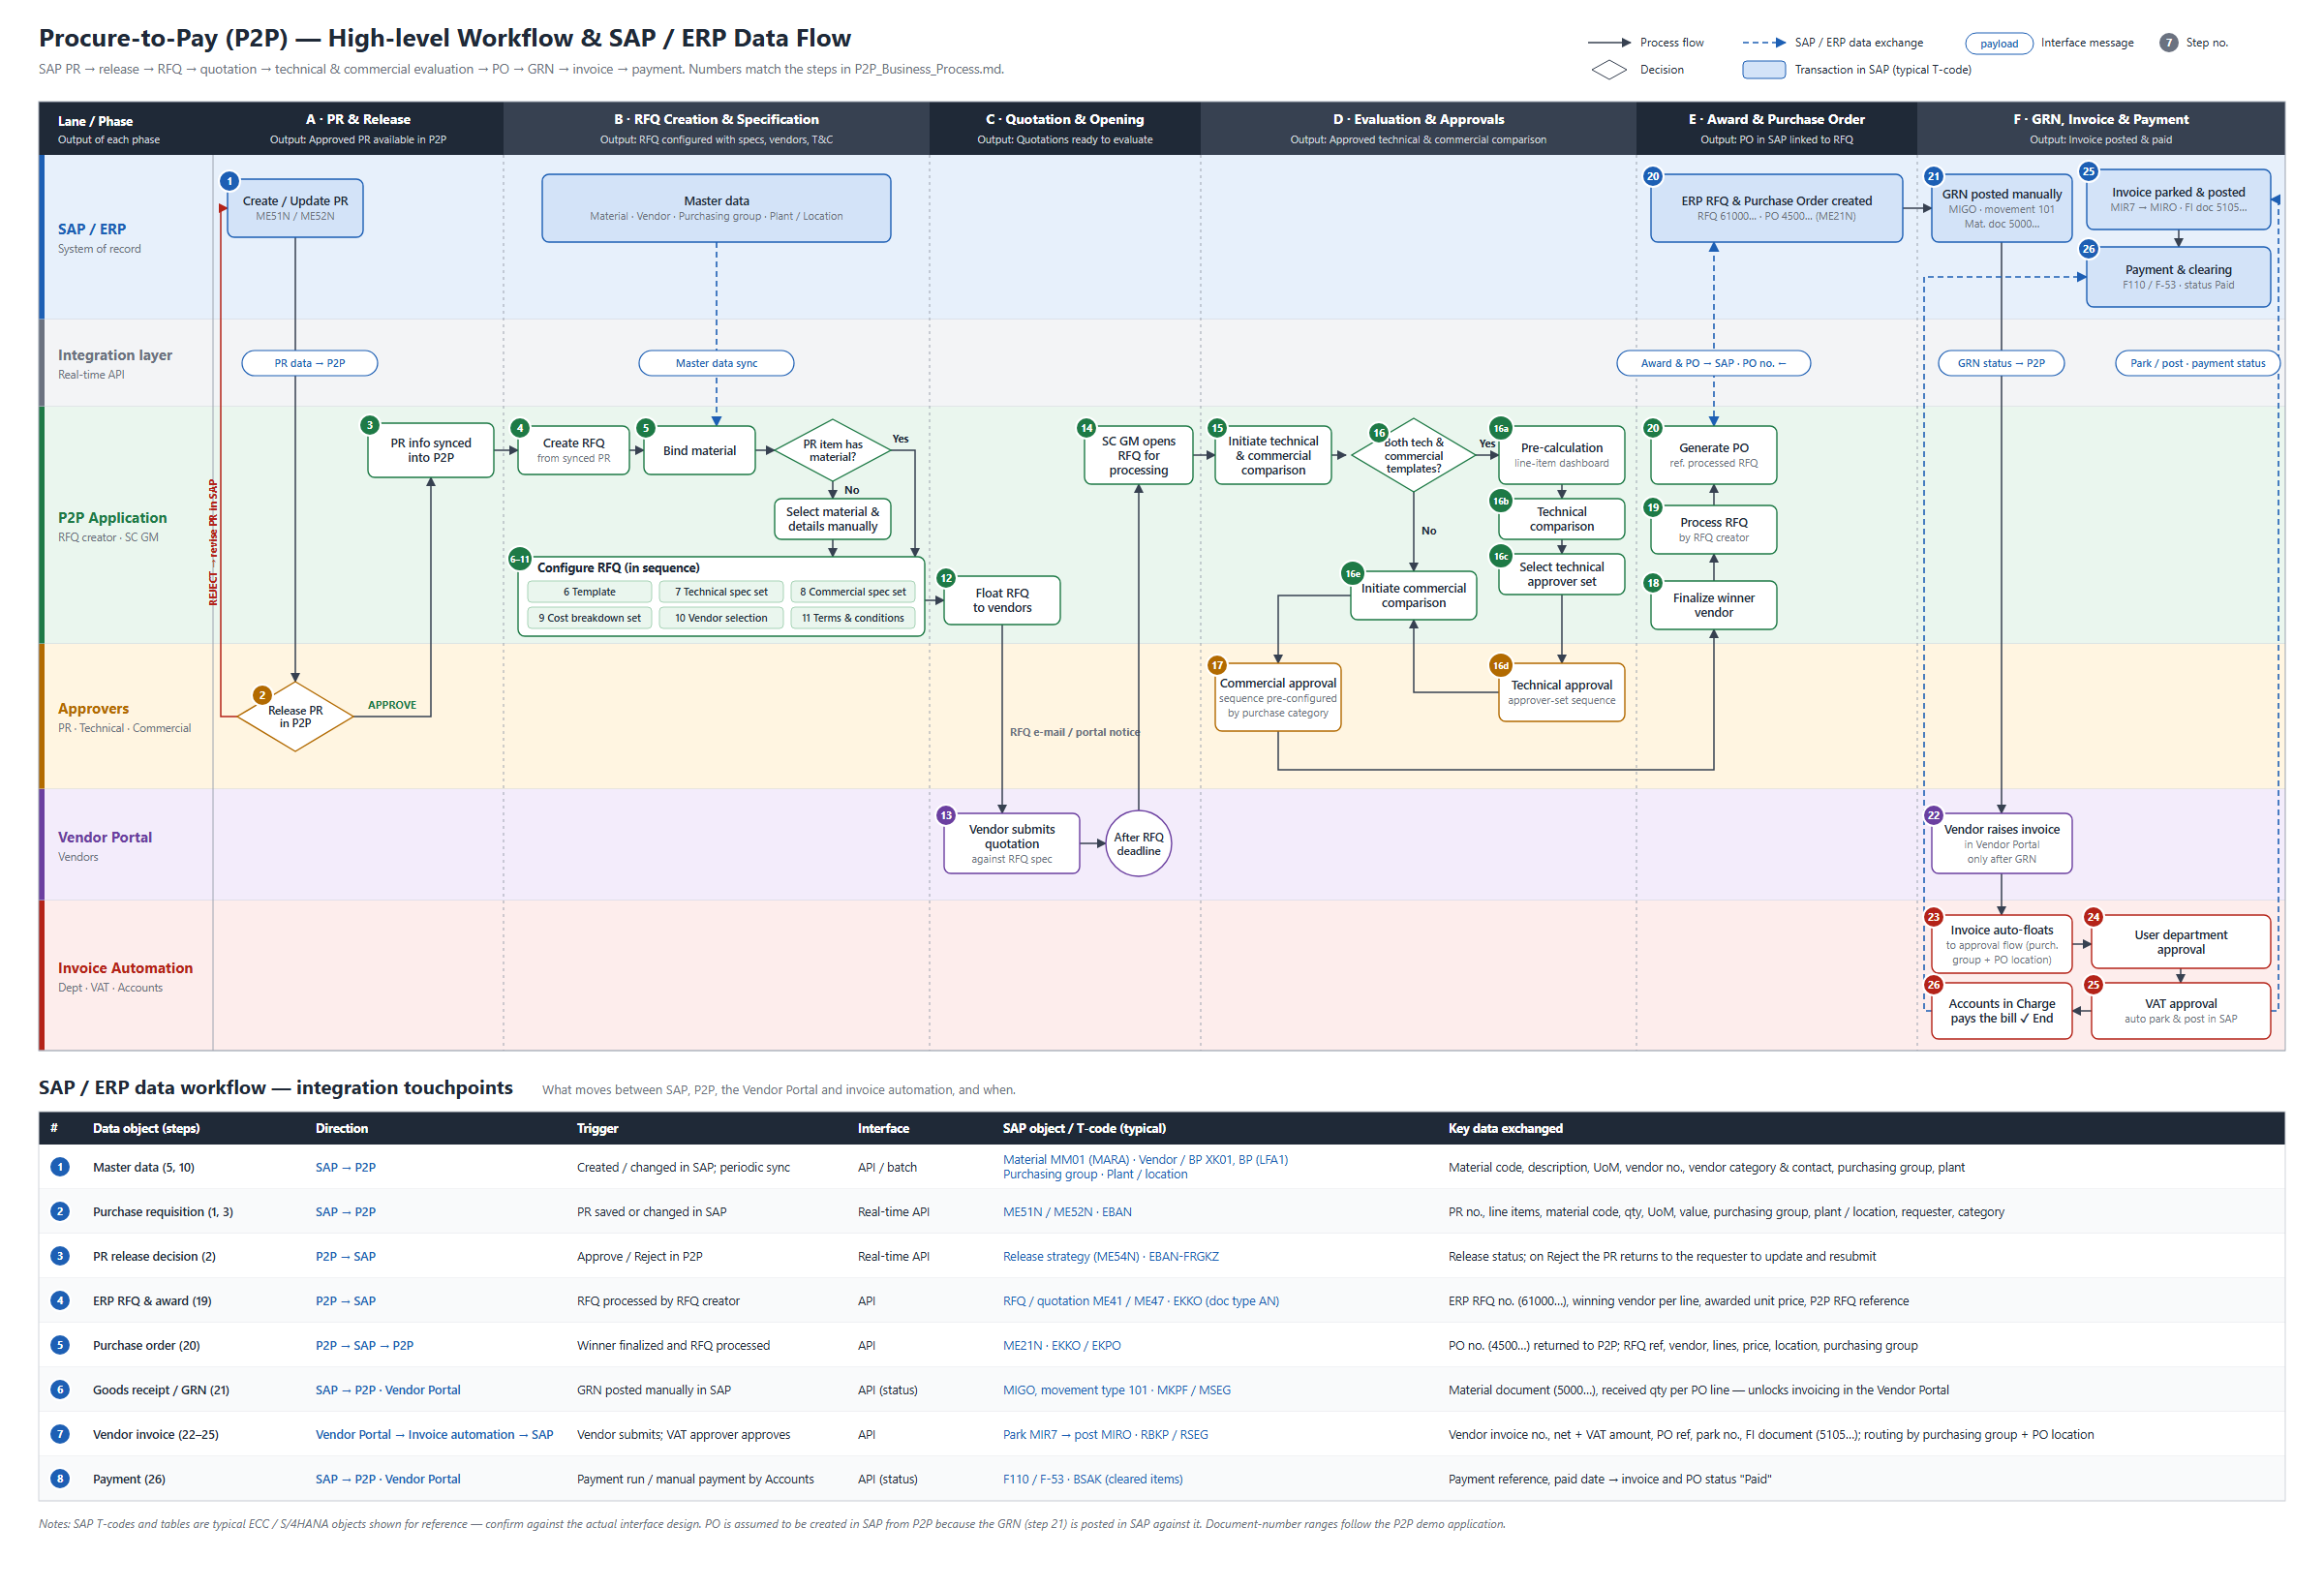 Procure-to-Pay (P2P) — High-level Workflow & SAP / ERP Data Flow
SAP PR → release → RFQ → quotation → technical & commercial evaluation → PO → GRN → invoice → payment. Numbers match the steps in P2P_Business_Process.md.
Process flow
SAP / ERP data exchange
payload
Interface message
7
Step no.
Decision
Transaction in SAP (typical T-code)
Lane / Phase
Output of each phase
A · PR & Release
Output: Approved PR available in P2P
B · RFQ Creation & Specification
Output: RFQ configured with specs, vendors, T&C
C · Quotation & Opening
Output: Quotations ready to evaluate
D · Evaluation & Approvals
Output: Approved technical & commercial comparison
E · Award & Purchase Order
Output: PO in SAP linked to RFQ
F · GRN, Invoice & Payment
Output: Invoice posted & paid
SAP / ERP
System of record
1
Create / Update PR
ME51N / ME52N
Master data
Material · Vendor · Purchasing group · Plant / Location
20
ERP RFQ & Purchase Order created
RFQ 61000... · PO 4500... (ME21N)
21
GRN posted manually
MIGO · movement 101
Mat. doc 5000...
25
Invoice parked & posted
MIR7 → MIRO · FI doc 5105...
26
Payment & clearing
F110 / F-53 · status Paid
Integration layer
Real-time API
PR data → P2P
Master data sync
Award & PO → SAP · PO no. ←
GRN status → P2P
Park / post · payment status
P2P Application
RFQ creator · SC GM
REJECT → revise PR in SAP
3
PR info synced
into P2P
4
Create RFQ
from synced PR
5
Bind material
PR item has
material?
Yes
No
Select material &
details manually
6–11
Configure RFQ (in sequence)
6 Template
7 Technical spec set
8 Commercial spec set
9 Cost breakdown set
10 Vendor selection
11 Terms & conditions
12
Float RFQ
to vendors
14
SC GM opens
RFQ for
processing
15
Initiate technical
& commercial
comparison
16
Both tech &
commercial
templates?
Yes
No
16a
Pre-calculation
line-item dashboard
16b
Technical
comparison
16c
Select technical
approver set
16e
Initiate commercial
comparison
20
Generate PO
ref. processed RFQ
19
Process RFQ
by RFQ creator
18
Finalize winner
vendor
Approvers
PR · Technical · Commercial
2
Release PR
in P2P
APPROVE
RFQ e-mail / portal notice
17
Commercial approval
sequence pre-configured
by purchase category
16d
Technical approval
approver-set sequence
Vendor Portal
Vendors
13
Vendor submits
quotation
against RFQ spec
After RFQ
deadline
22
Vendor raises invoice
in Vendor Portal
only after GRN
Invoice Automation
Dept · VAT · Accounts
23
Invoice auto-floats
to approval flow (purch.
group + PO location)
24
User department
approval
26
Accounts in Charge
pays the bill ✓ End
25
VAT approval
auto park & post in SAP
SAP / ERP data workflow — integration touchpoints
What moves between SAP, P2P, the Vendor Portal and invoice automation, and when.
# Data object (steps) Direction Trigger Interface SAP object / T-code (typical) Key data exchanged
1 Master data (5, 10) SAP → P2P Created / changed in SAP; periodic sync API / batch Material MM01 (MARA) · Vendor / BP XK01, BP (LFA1) Material code, description, UoM, vendor no., vendor category & contact, purchasing group, plant
Purchasing group · Plant / location
2 Purchase requisition (1, 3) SAP → P2P PR saved or changed in SAP Real-time API ME51N / ME52N · EBAN PR no., line items, material code, qty, UoM, value, purchasing group, plant / location, requester, category
3 PR release decision (2) P2P → SAP Approve / Reject in P2P Real-time API Release strategy (ME54N) · EBAN-FRGKZ Release status; on Reject the PR returns to the requester to update and resubmit
4 ERP RFQ & award (19) P2P → SAP RFQ processed by RFQ creator API RFQ / quotation ME41 / ME47 · EKKO (doc type AN) ERP RFQ no. (61000...), winning vendor per line, awarded unit price, P2P RFQ reference
5 Purchase order (20) P2P → SAP → P2P Winner finalized and RFQ processed API ME21N · EKKO / EKPO PO no. (4500...) returned to P2P; RFQ ref, vendor, lines, price, location, purchasing group
6 Goods receipt / GRN (21) SAP → P2P · Vendor Portal GRN posted manually in SAP API (status) MIGO, movement type 101 · MKPF / MSEG Material document (5000...), received qty per PO line — unlocks invoicing in the Vendor Portal
7 Vendor invoice (22–25) Vendor Portal → Invoice automation → SAP Vendor submits; VAT approver approves API Park MIR7 → post MIRO · RBKP / RSEG Vendor invoice no., net + VAT amount, PO ref, park no., FI document (5105...); routing by purchasing group + PO location
8 Payment (26) SAP → P2P · Vendor Portal Payment run / manual payment by Accounts API (status) F110 / F-53 · BSAK (cleared items) Payment reference, paid date → invoice and PO status "Paid"
Notes: SAP T-codes and tables are typical ECC / S/4HANA objects shown for reference — confirm against the actual interface design. PO is assumed to be created in SAP from P2P because the GRN (step 21) is posted in SAP against it. Document-number ranges follow the P2P demo application.